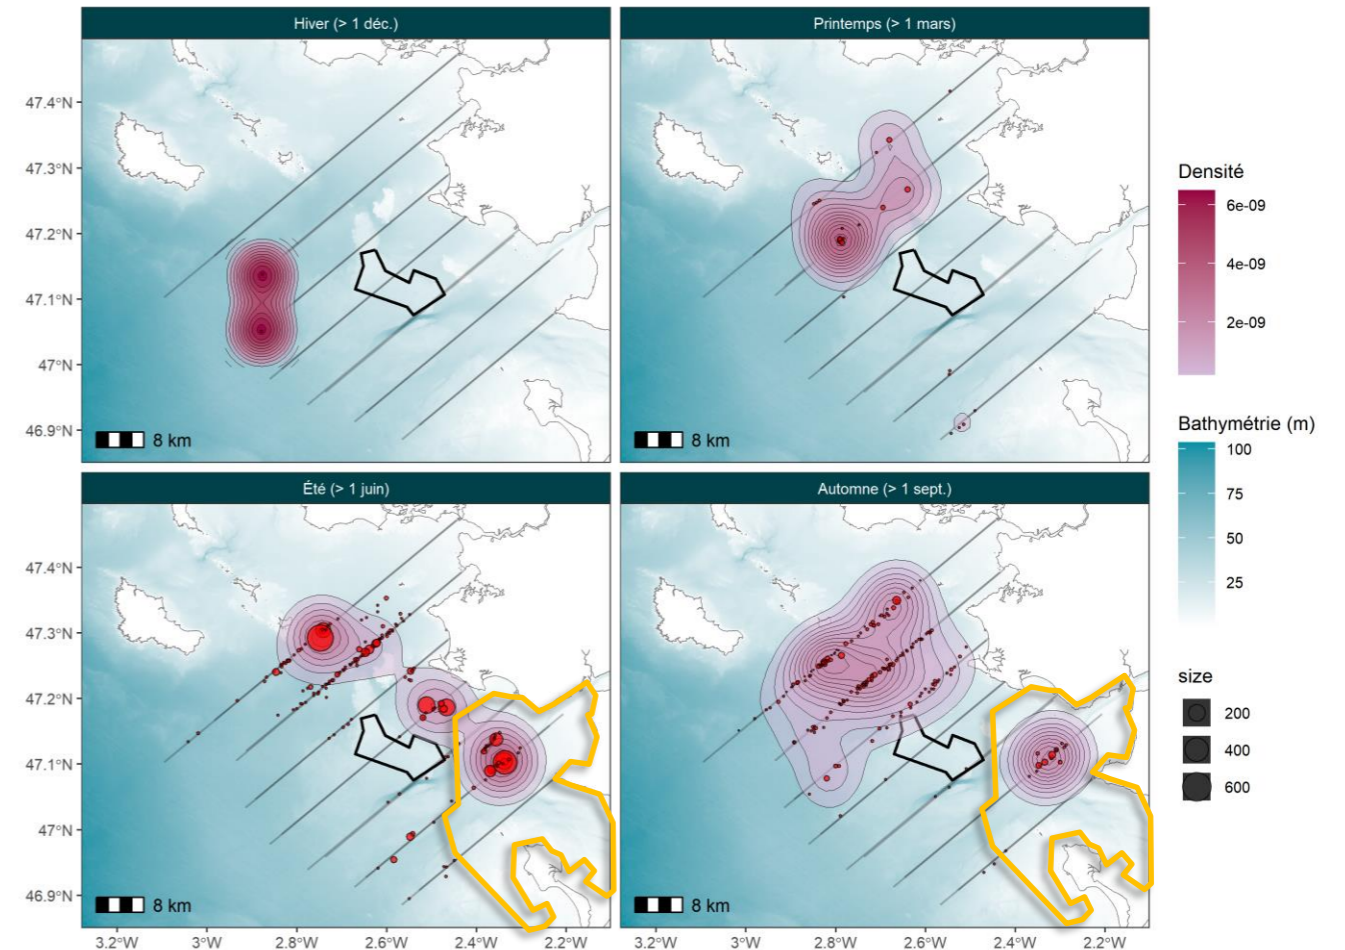 Hiver (> 1 déc.)
Printemps (> 1 mars)
47.4°N
47.3°N
47.2°N
47.1°N
47°N
46.9°N
8 km
8 km
Été (> 1 juin)
Automne (> 1 sept.)
47.4°N
47.3°N
47.2°N
47.1°N
47°N
46.9°N
8 km
8 km
3.2°W 3°W 2.8°W 2.6°W 2.4°W 2.2°W
3.2°W 3°W 2.8°W 2.6°W 2.4°W 2.2°W
Densité
6e-09
4e-09
2e-09
Bathymétrie (m)
100
75
50
25
size
200
400
600